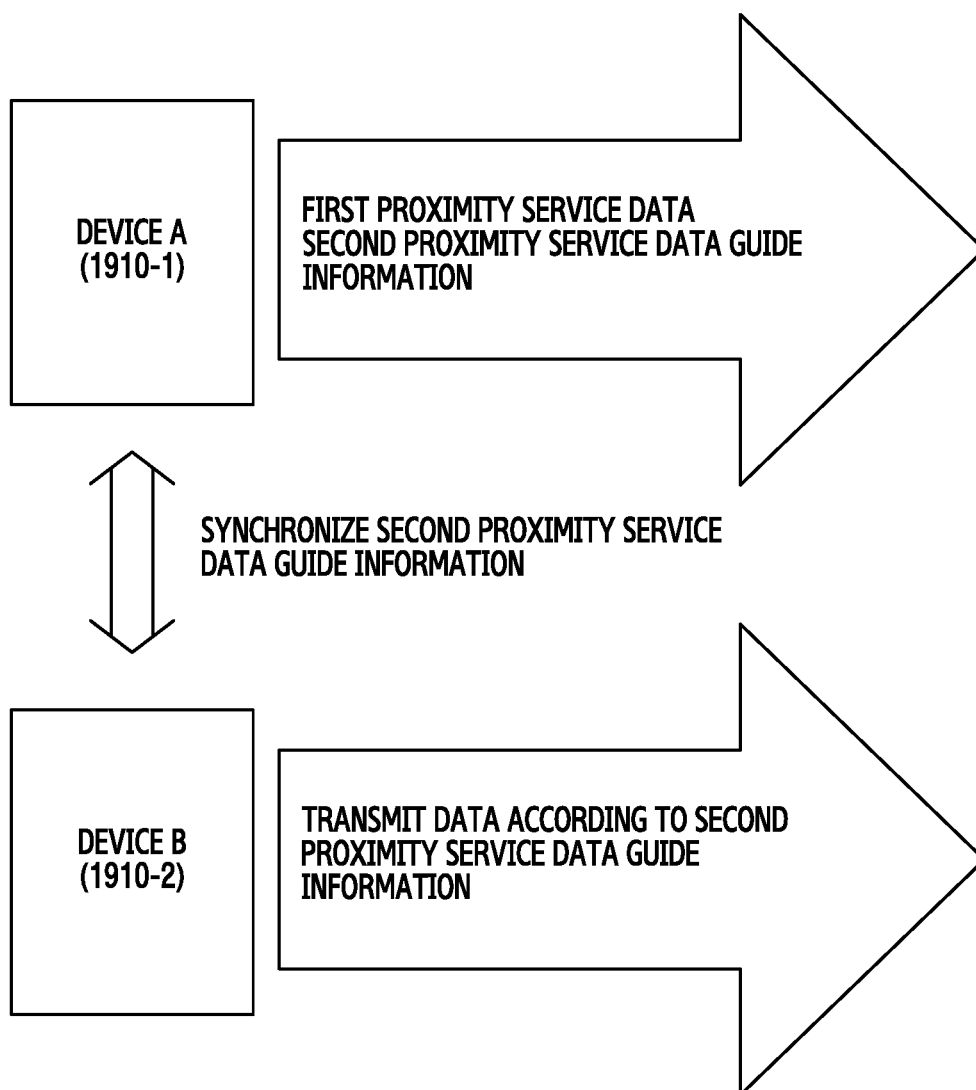 DEVICE A
(1910-1)
FIRST PROXIMITY SERVICE DATA
SECOND PROXIMITY SERVICE DATA GUIDE
INFORMATION
SYNCHRONIZE SECOND PROXIMITY SERVICE
DATA GUIDE INFORMATION
DEVICE B
(1910-2)
TRANSMIT DATA ACCORDING TO SECOND
PROXIMITY SERVICE DATA GUIDE
INFORMATION